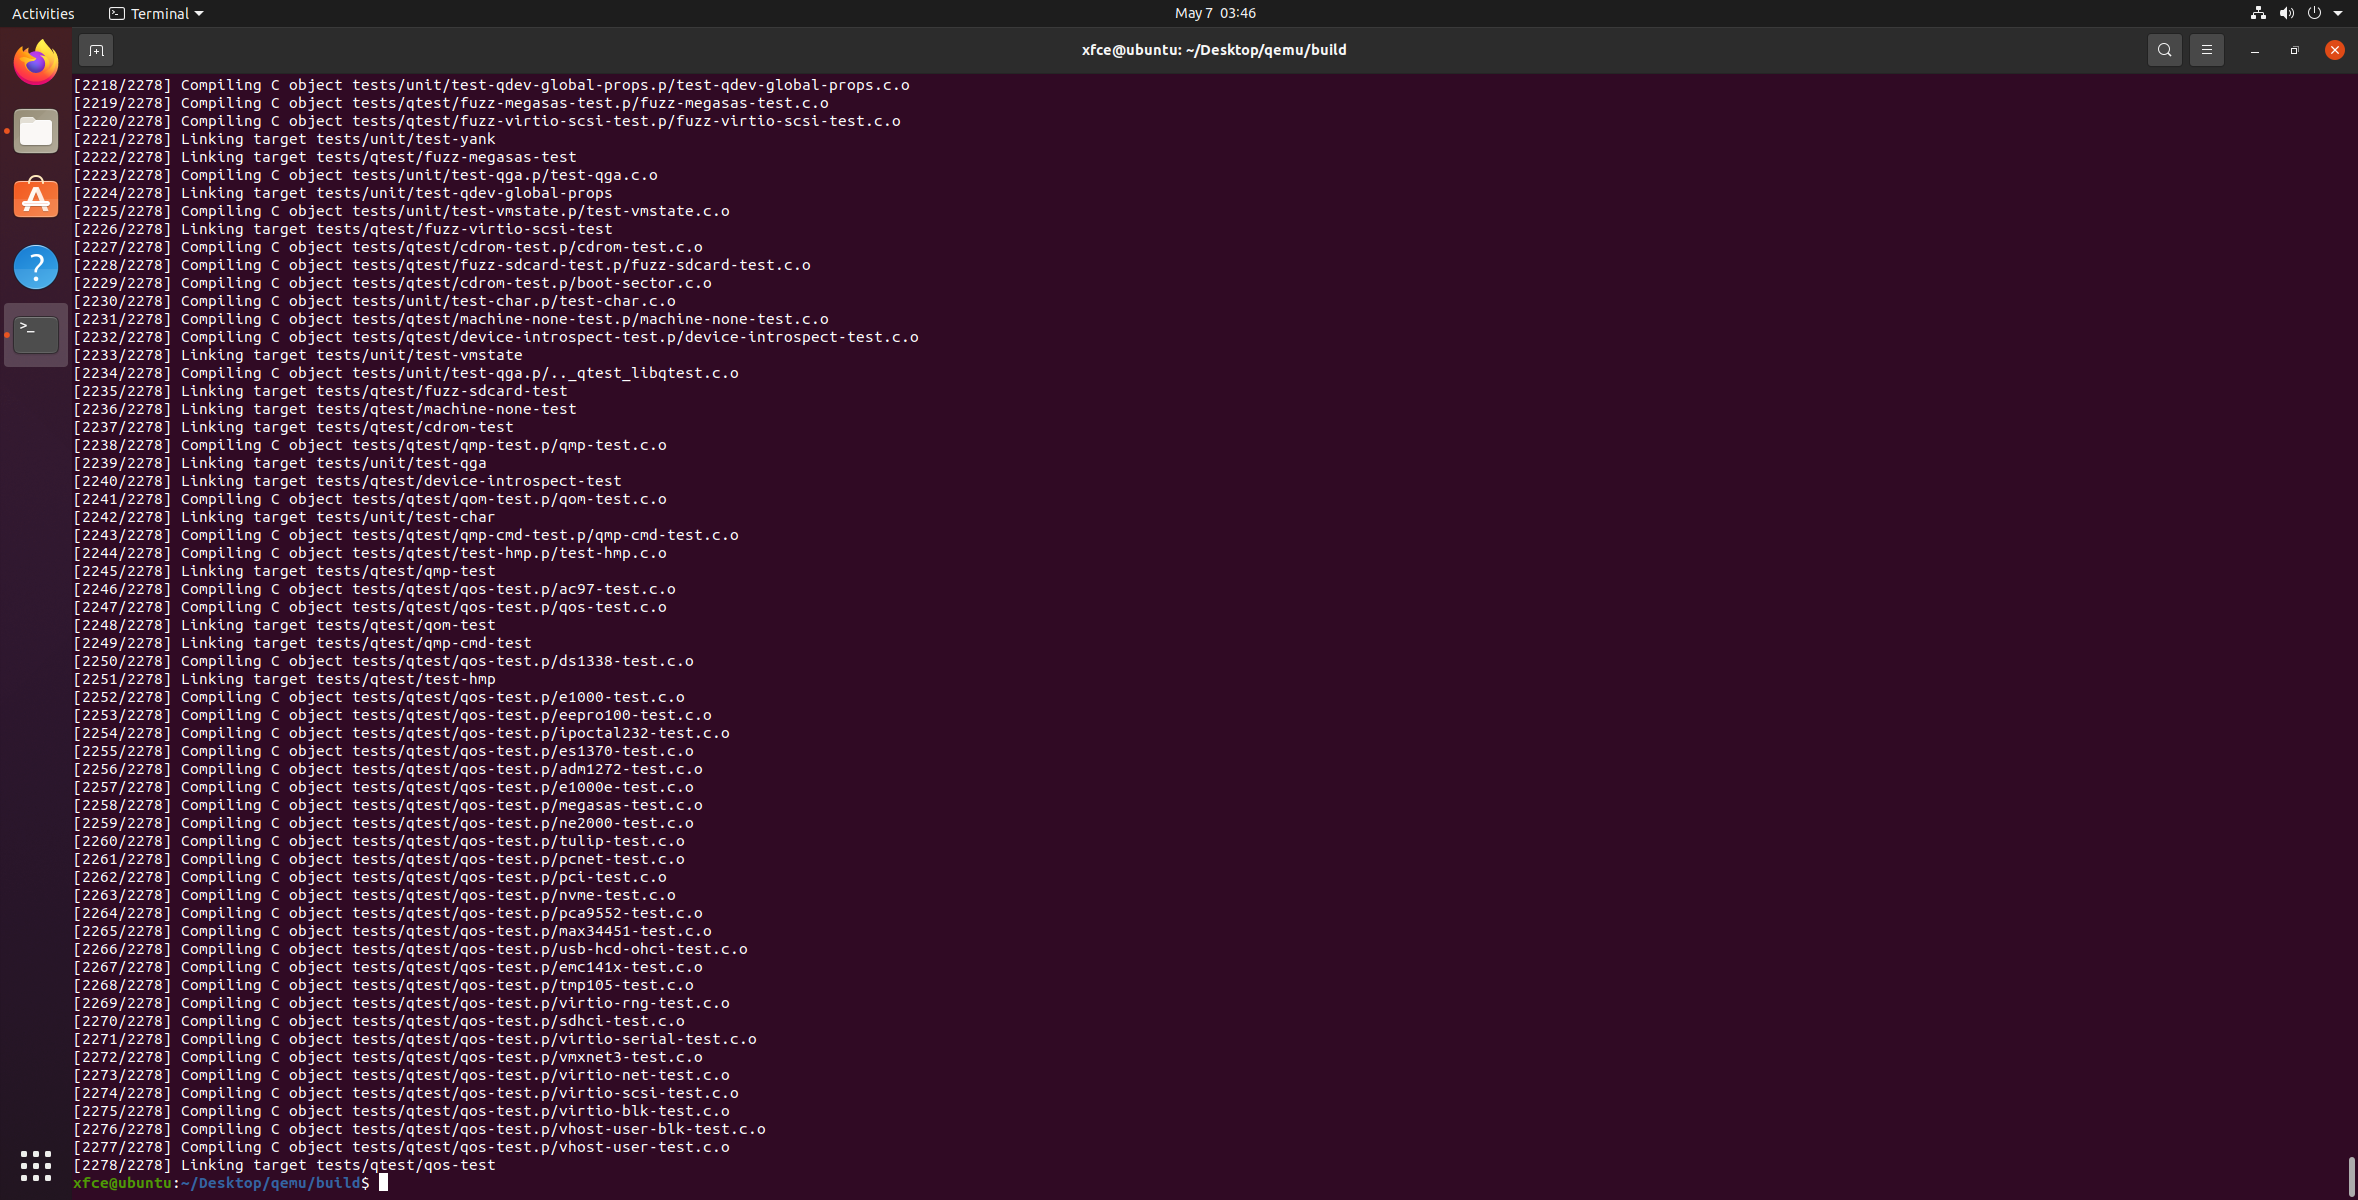 Activities
Terminal
May 7 03:46
xfce@ubuntu: ~/Desktop/qemu/build
[2218/2278] Compiling C object tests/unit/test-qdev-global-props.p/test-qdev-global-props.c.o
[2219/2278] Compiling C object tests/qtest/fuzz-megasas-test.p/fuzz-megasas-test.c.o
[2220/2278] Compiling C object tests/qtest/fuzz-virtio-scsi-test.p/fuzz-virtio-scsi-test.c.o
[2221/2278] Linking target tests/unit/test-yank
[2222/2278] Linking target tests/qtest/fuzz-megasas-test
[2223/2278] Compiling C object tests/unit/test-qga.p/test-qga.c.o
[2224/2278] Linking target tests/unit/test-qdev-global-props
[2225/2278] Compiling C object tests/unit/test-vmstate.p/test-vmstate.c.o
[2226/2278] Linking target tests/qtest/fuzz-virtio-scsi-test
[2227/2278] Compiling C object tests/qtest/cdrom-test.p/cdrom-test.c.o
[2228/2278] Compiling C object tests/qtest/fuzz-sdcard-test.p/fuzz-sdcard-test.c.o
[2229/2278] Compiling C object tests/qtest/cdrom-test.p/boot-sector.c.o
[2230/2278] Compiling C object tests/unit/test-char.p/test-char.c.o
[2231/2278] Compiling C object tests/qtest/machine-none-test.p/machine-none-test.c.o
[2232/2278] Compiling C object tests/qtest/device-introspect-test.p/device-introspect-test.c.o
[2233/2278] Linking target tests/unit/test-vmstate
[2234/2278] Compiling C object tests/unit/test-qga.p/.._qtest_libqtest.c.o
[2235/2278] Linking target tests/qtest/fuzz-sdcard-test
[2236/2278] Linking target tests/qtest/machine-none-test
[2237/2278] Linking target tests/qtest/cdrom-test
[2238/2278] Compiling C object tests/qtest/qmp-test.p/qmp-test.c.o
[2239/2278] Linking target tests/unit/test-qga
[2240/2278] Linking target tests/qtest/device-introspect-test
[2241/2278] Compiling C object tests/qtest/qom-test.p/qom-test.c.o
[2242/2278] Linking target tests/unit/test-char
[2243/2278] Compiling C object tests/qtest/qmp-cmd-test.p/qmp-cmd-test.c.o
[2244/2278] Compiling C object tests/qtest/test-hmp.p/test-hmp.c.o
[2245/2278] Linking target tests/qtest/qmp-test
[2246/2278] Compiling C object tests/qtest/qos-test.p/ac97-test.c.o
[2247/2278] Compiling C object tests/qtest/qos-test.p/qos-test.c.o
[2248/2278] Linking target tests/qtest/qom-test
[2249/2278] Linking target tests/qtest/qmp-cmd-test
[2250/2278] Compiling C object tests/qtest/qos-test.p/ds1338-test.c.o
[2251/2278] Linking target tests/qtest/test-hmp
[2252/2278] Compiling C object tests/qtest/qos-test.p/e1000-test.c.o
[2253/2278] Compiling C object tests/qtest/qos-test.p/eepro100-test.c.o
[2254/2278] Compiling C object tests/qtest/qos-test.p/ipoctal232-test.c.o
[2255/2278] Compiling C object tests/qtest/qos-test.p/es1370-test.c.o
[2256/2278] Compiling C object tests/qtest/qos-test.p/adm1272-test.c.o
[2257/2278] Compiling C object tests/qtest/qos-test.p/e1000e-test.c.o
[2258/2278] Compiling C object tests/qtest/qos-test.p/megasas-test.c.o
[2259/2278] Compiling C object tests/qtest/qos-test.p/ne2000-test.c.o
[2260/2278] Compiling C object tests/qtest/qos-test.p/tulip-test.c.o
[2261/2278] Compiling C object tests/qtest/qos-test.p/pcnet-test.c.o
[2262/2278] Compiling C object tests/qtest/qos-test.p/pci-test.c.o
[2263/2278] Compiling C object tests/qtest/qos-test.p/nvme-test.c.o
[2264/2278] Compiling C object tests/qtest/qos-test.p/pca9552-test.c.o
[2265/2278] Compiling C object tests/qtest/qos-test.p/max34451-test.c.o
[2266/2278] Compiling C object tests/qtest/qos-test.p/usb-hcd-ohci-test.c.o
[2267/2278] Compiling C object tests/qtest/qos-test.p/emc141x-test.c.o
[2268/2278] Compiling C object tests/qtest/qos-test.p/tmp105-test.c.o
[2269/2278] Compiling C object tests/qtest/qos-test.p/virtio-rng-test.c.o
[2270/2278] Compiling C object tests/qtest/qos-test.p/sdhci-test.c.o
[2271/2278] Compiling C object tests/qtest/qos-test.p/virtio-serial-test.c.o
[2272/2278] Compiling C object tests/qtest/qos-test.p/vmxnet3-test.c.o
[2273/2278] Compiling C object tests/qtest/qos-test.p/virtio-net-test.c.o
[2274/2278] Compiling C object tests/qtest/qos-test.p/virtio-scsi-test.c.o
[2275/2278] Compiling C object tests/qtest/qos-test.p/virtio-blk-test.c.o
[2276/2278] Compiling C object tests/qtest/qos-test.p/vhost-user-blk-test.c.o
[2277/2278] Compiling C object tests/qtest/qos-test.p/vhost-user-test.c.o
[2278/2278] Linking target tests/qtest/qos-test
xfce@ubuntu:~/Desktop/qemu/build$